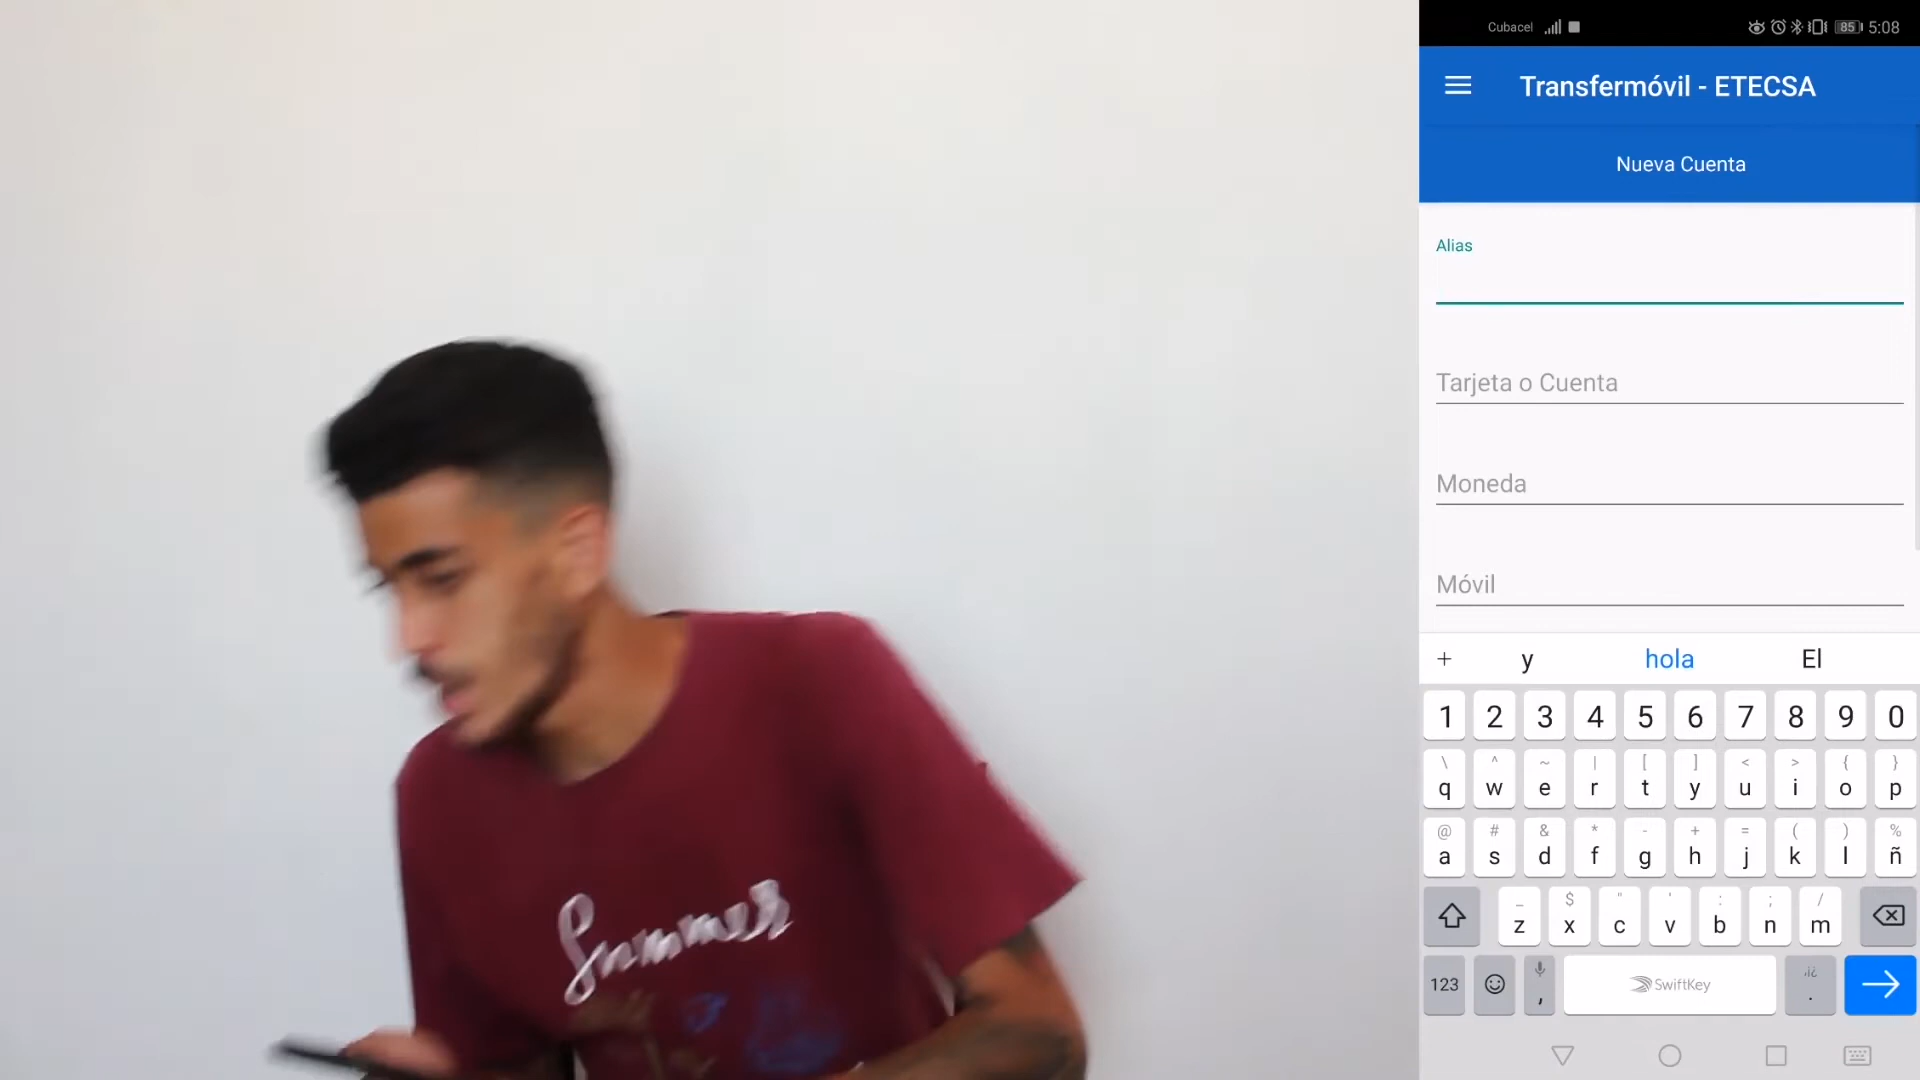 Cubacel 85 5:08
Transfermóvil - ETECSA
Nueva Cuenta
Alias
Tarjeta o Cuenta
Moneda
Móvil
+ y hola El
1 2 3 4 5 6 7 8 9 0
\ ^ ~ | [ ] < > { }
q w e r t y u i o p
@ # & * - + = ( ) %
a s d f g h j k l ñ
_ $ " ' : ; /
z x c v b n m
123 , SwiftKey .
Summer